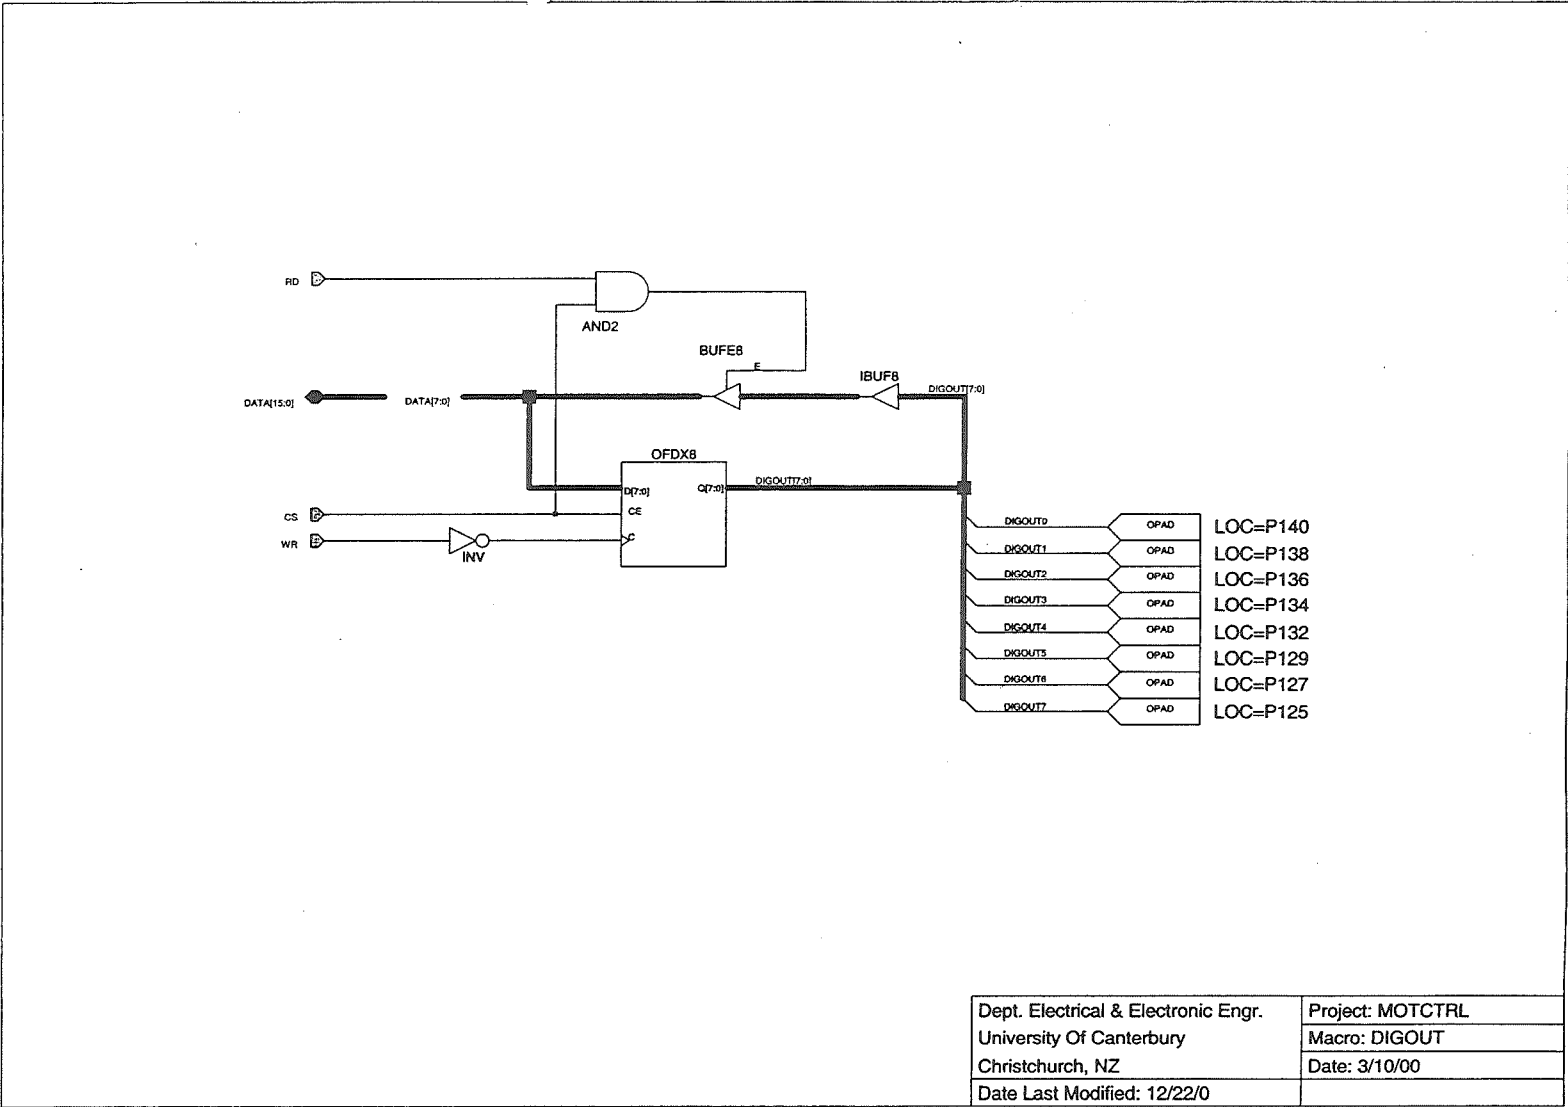 RD
AND2
BUFE8
E
IBUF8
DIGOUT[7:0]
DATA[15:0]
DATA[7:0]
OFDX8
D[7:0]
Q[7:0]
DIGOUT[7:0]
CE
CS
WR
INV
C
DIGOUT0 OPAD LOC=P140
DIGOUT1 OPAD LOC=P138
DIGOUT2 OPAD LOC=P136
DIGOUT3 OPAD LOC=P134
DIGOUT4 OPAD LOC=P132
DIGOUT5 OPAD LOC=P129
DIGOUT6 OPAD LOC=P127
DIGOUT7 OPAD LOC=P125
Dept. Electrical & Electronic Engr.
University Of Canterbury
Christchurch, NZ
Date Last Modified: 12/22/0
Project: MOTCTRL
Macro: DIGOUT
Date: 3/10/00